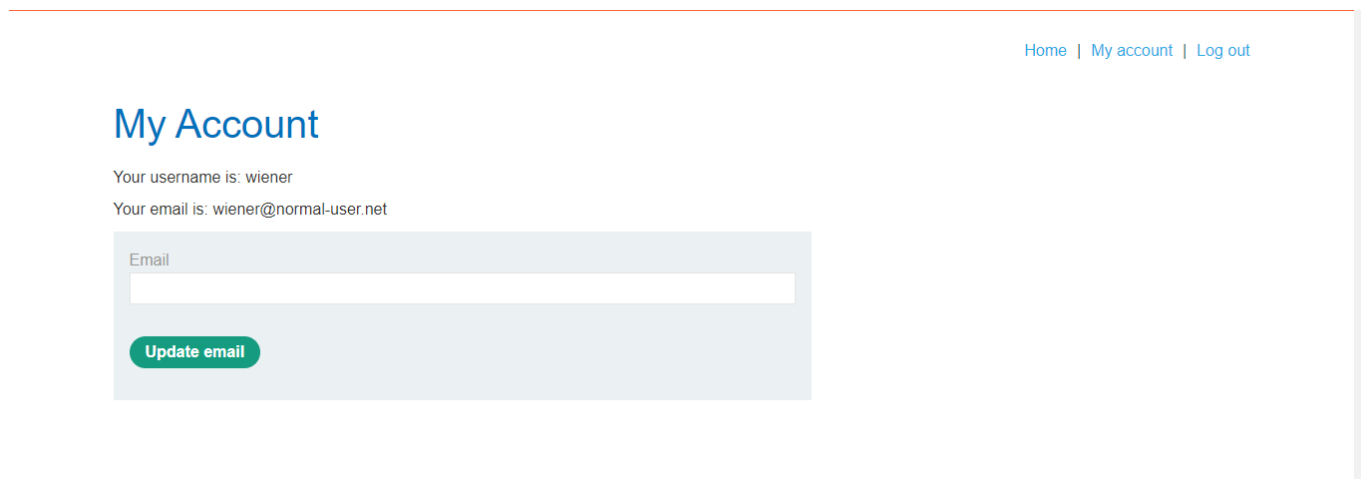 Home | My account | Log out
My Account
Your username is: wiener
Your email is: wiener@normal-user.net
Email
Update email